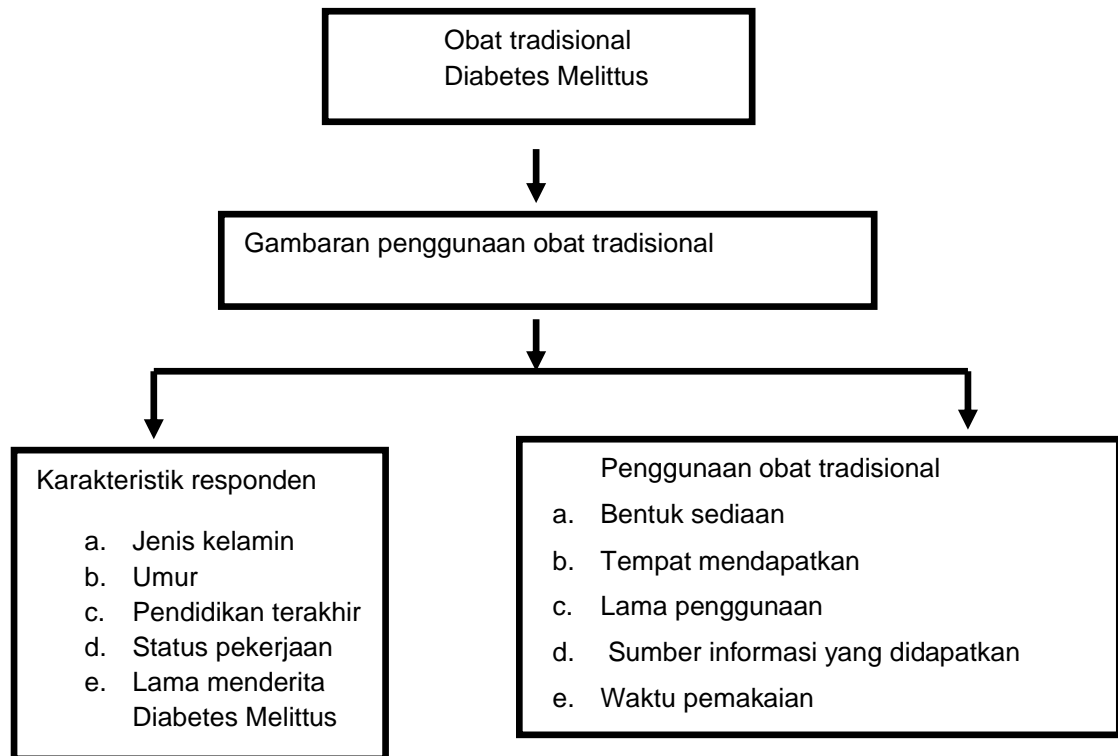 Obat tradisional
Diabetes Melittus
Gambaran penggunaan obat tradisional
Karakteristik responden
a. Jenis kelamin
b. Umur
c. Pendidikan terakhir
d. Status pekerjaan
e. Lama menderita
Diabetes Melittus
Penggunaan obat tradisional
a. Bentuk sediaan
b. Tempat mendapatkan
c. Lama penggunaan
d. Sumber informasi yang didapatkan
e. Waktu pemakaian